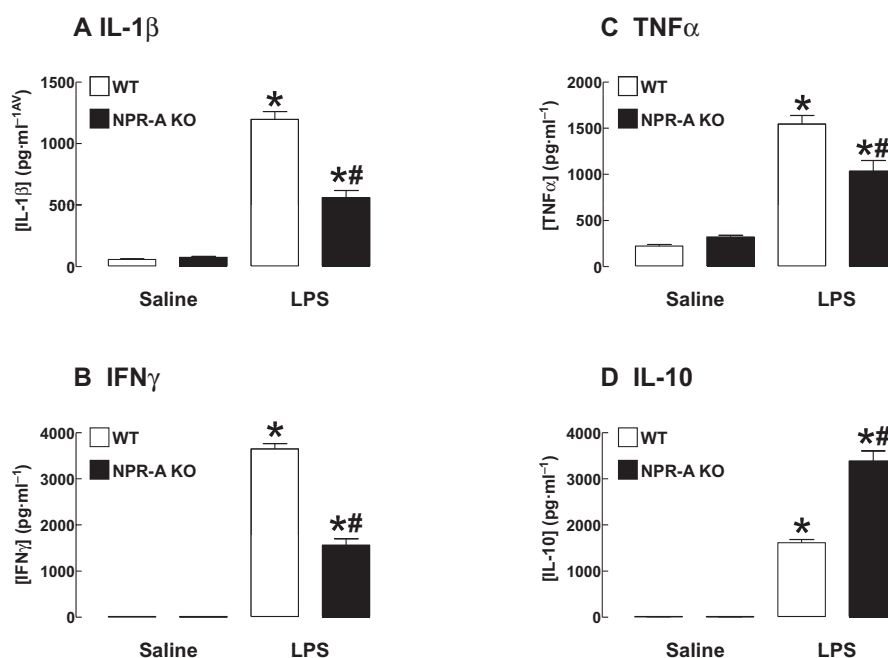 A IL-1β
WT
NPR-A KO
[IL-1β] (pg·ml⁻¹ᴬⱽ)
1500
1000
500
0
*
*#
Saline
LPS
C TNFα
WT
NPR-A KO
[TNFα] (pg·ml⁻¹)
2000
1500
1000
500
0
*
*#
Saline
LPS
B IFNγ
WT
NPR-A KO
[IFNγ] (pg·ml⁻¹)
4000
3000
2000
1000
0
*
*#
Saline
LPS
D IL-10
WT
NPR-A KO
[IL-10] (pg·ml⁻¹)
4000
3000
2000
1000
0
*
*#
Saline
LPS